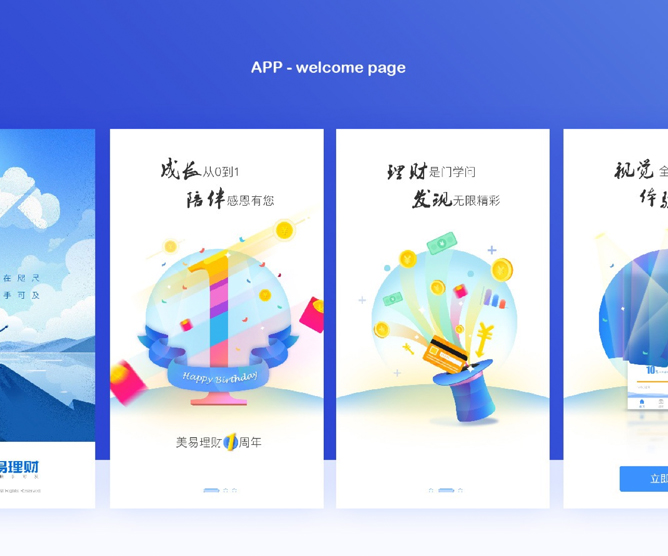 APP - welcome page
在 咫 尺
手 可 及
易理财
成长从0到1
陪伴感恩有您
Happy Birthday
美易理财1周年
理财是门学问
发现无限精彩
视觉全
体验
10
立即